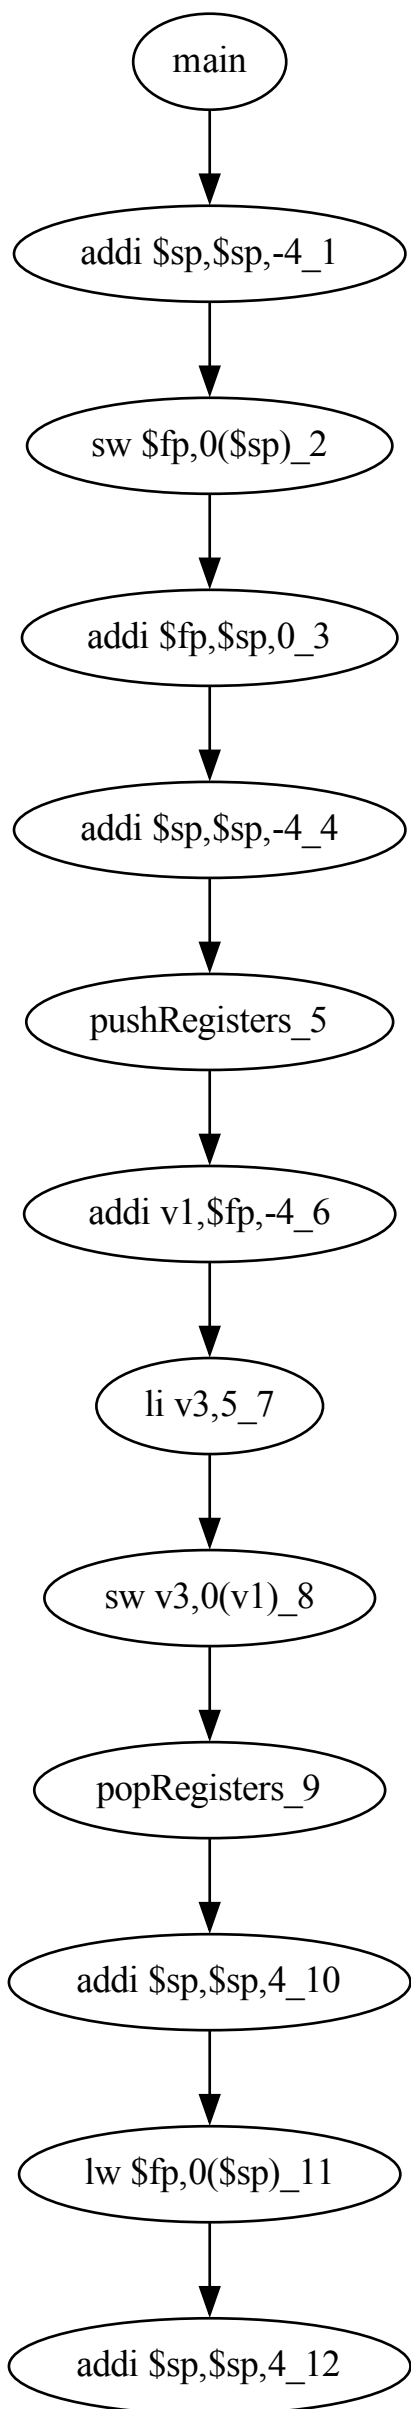 main
addi $sp,$sp,-4_1
sw $fp,0($sp)_2
addi $fp,$sp,0_3
addi $sp,$sp,-4_4
pushRegisters_5
addi v1,$fp,-4_6
li v3,5_7
sw v3,0(v1)_8
popRegisters_9
addi $sp,$sp,4_10
lw $fp,0($sp)_11
addi $sp,$sp,4_12